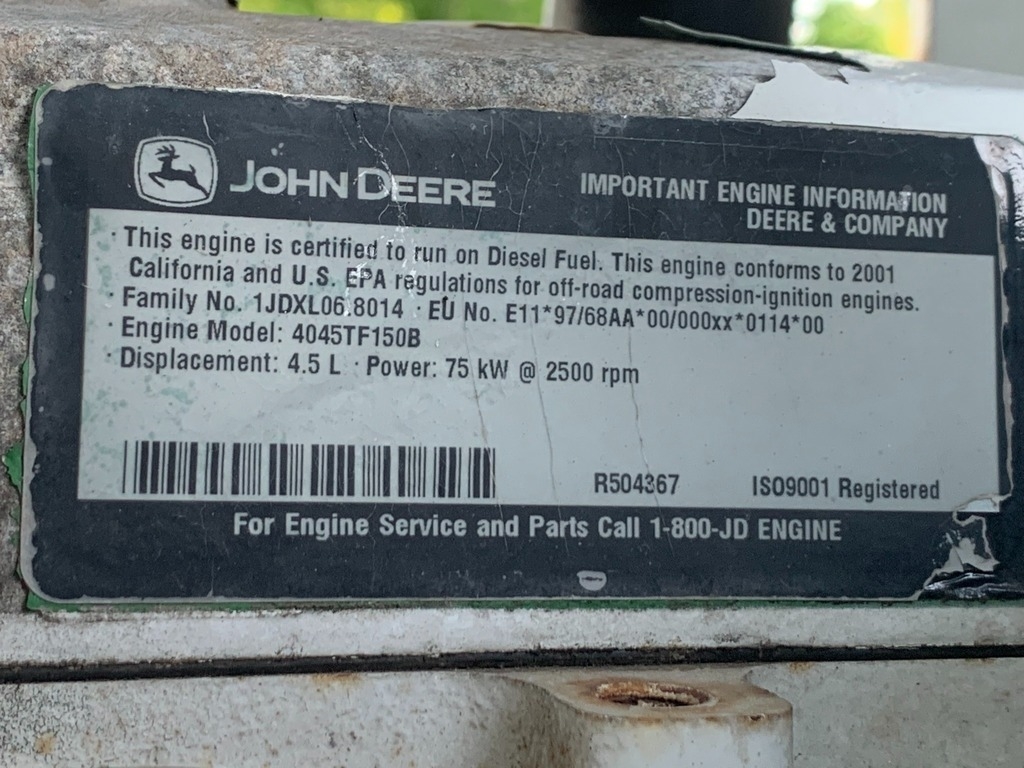 JOHN DEERE
IMPORTANT ENGINE INFORMATION
DEERE & COMPANY
· This engine is certified to run on Diesel Fuel. This engine conforms to 2001
California and U.S. EPA regulations for off-road compression-ignition engines.
· Family No. 1JDXL06.8014 · EU No. E11*97/68AA*00/000xx*0114*00
· Engine Model: 4045TF150B
· Displacement: 4.5 L · Power: 75 kW @ 2500 rpm
R504367 ISO9001 Registered
For Engine Service and Parts Call 1-800-JD ENGINE